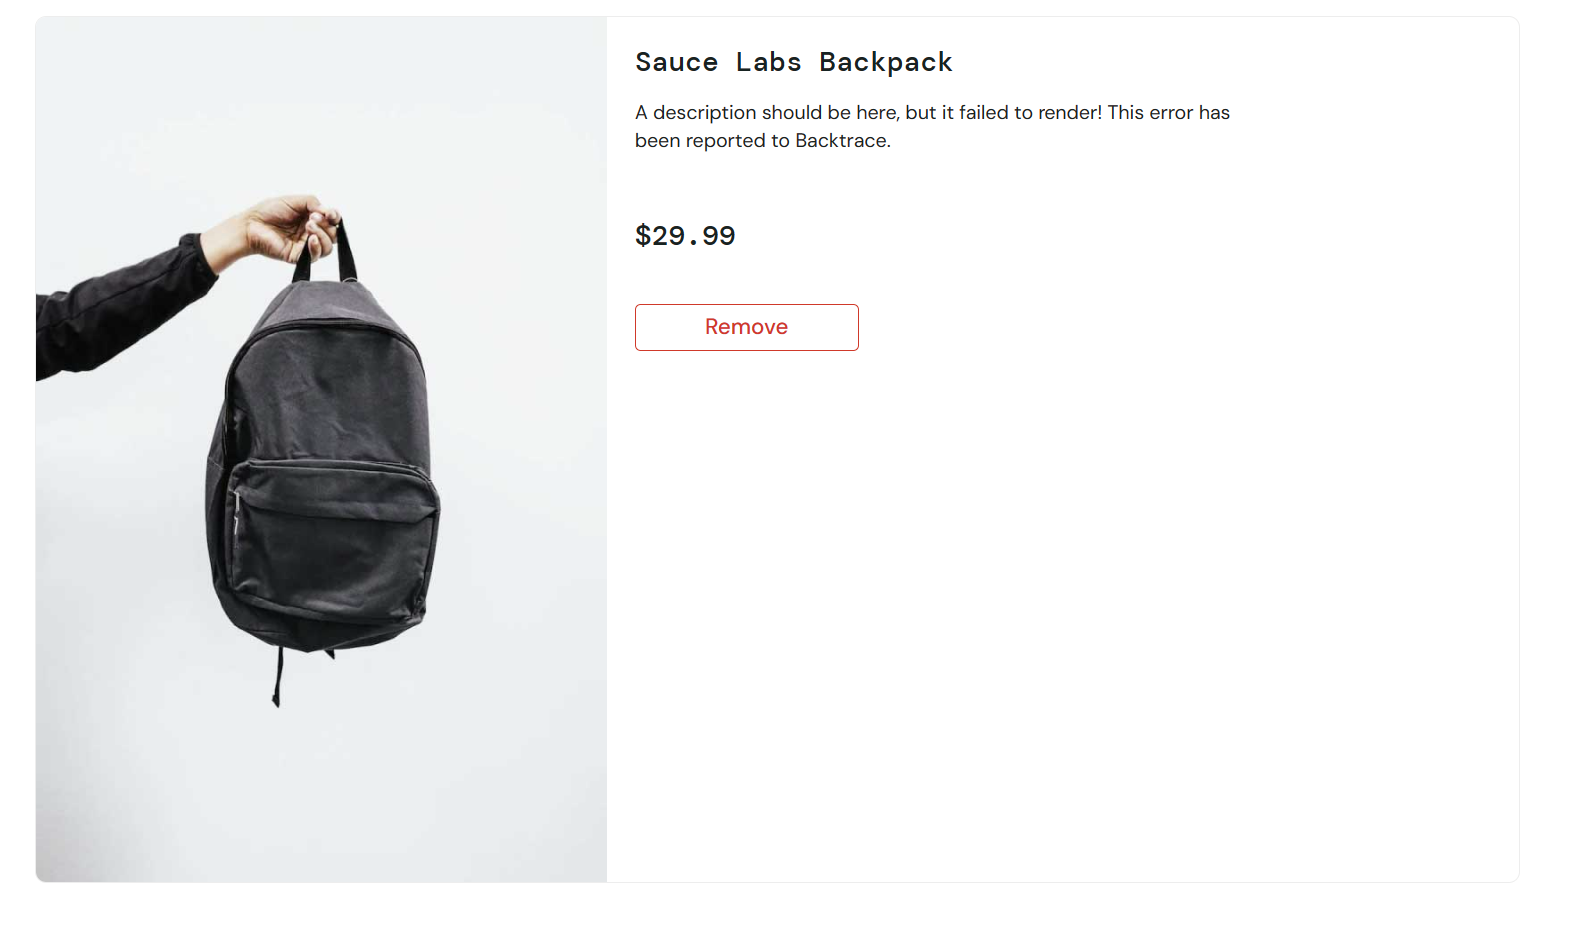 Sauce Labs Backpack
A description should be here, but it failed to render! This error has
been reported to Backtrace.
$29.99
Remove